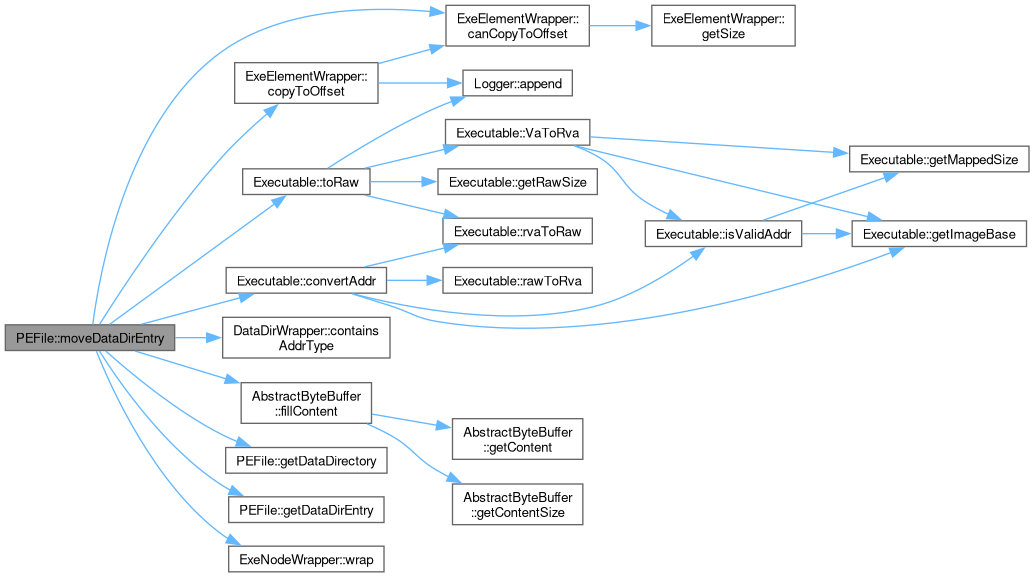 PEFile::moveDataDirEntry
ExeElementWrapper::
canCopyToOffset
ExeElementWrapper::
getSize
ExeElementWrapper::
copyToOffset
Logger::append
Executable::toRaw
Executable::VaToRva
Executable::getMappedSize
Executable::getRawSize
Executable::rvaToRaw
Executable::isValidAddr
Executable::getImageBase
Executable::convertAddr
Executable::rawToRva
DataDirWrapper::contains
AddrType
AbstractByteBuffer
::fillContent
AbstractByteBuffer
::getContent
AbstractByteBuffer
::getContentSize
PEFile::getDataDirectory
PEFile::getDataDirEntry
ExeNodeWrapper::wrap